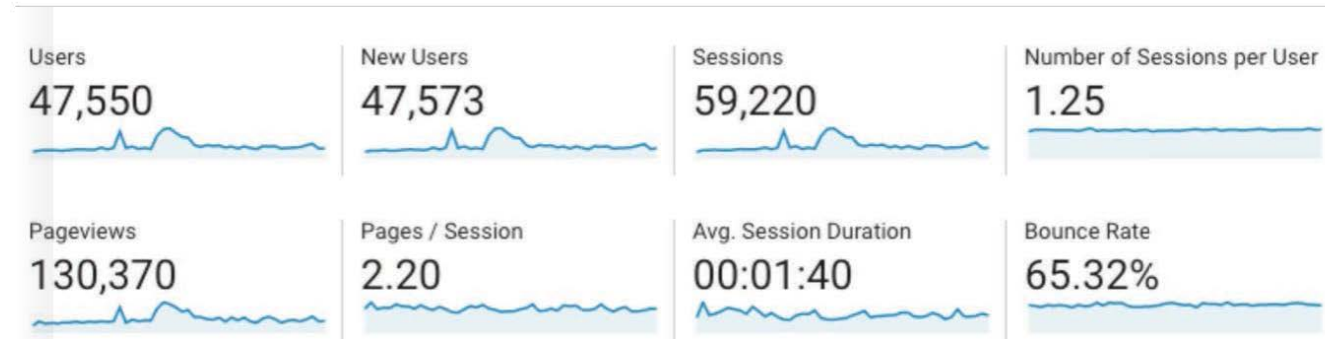 Users
47,550
New Users
47,573
Sessions
59,220
Number of Sessions per User
1.25
Pageviews
130,370
Pages / Session
2.20
Avg. Session Duration
00:01:40
Bounce Rate
65.32%